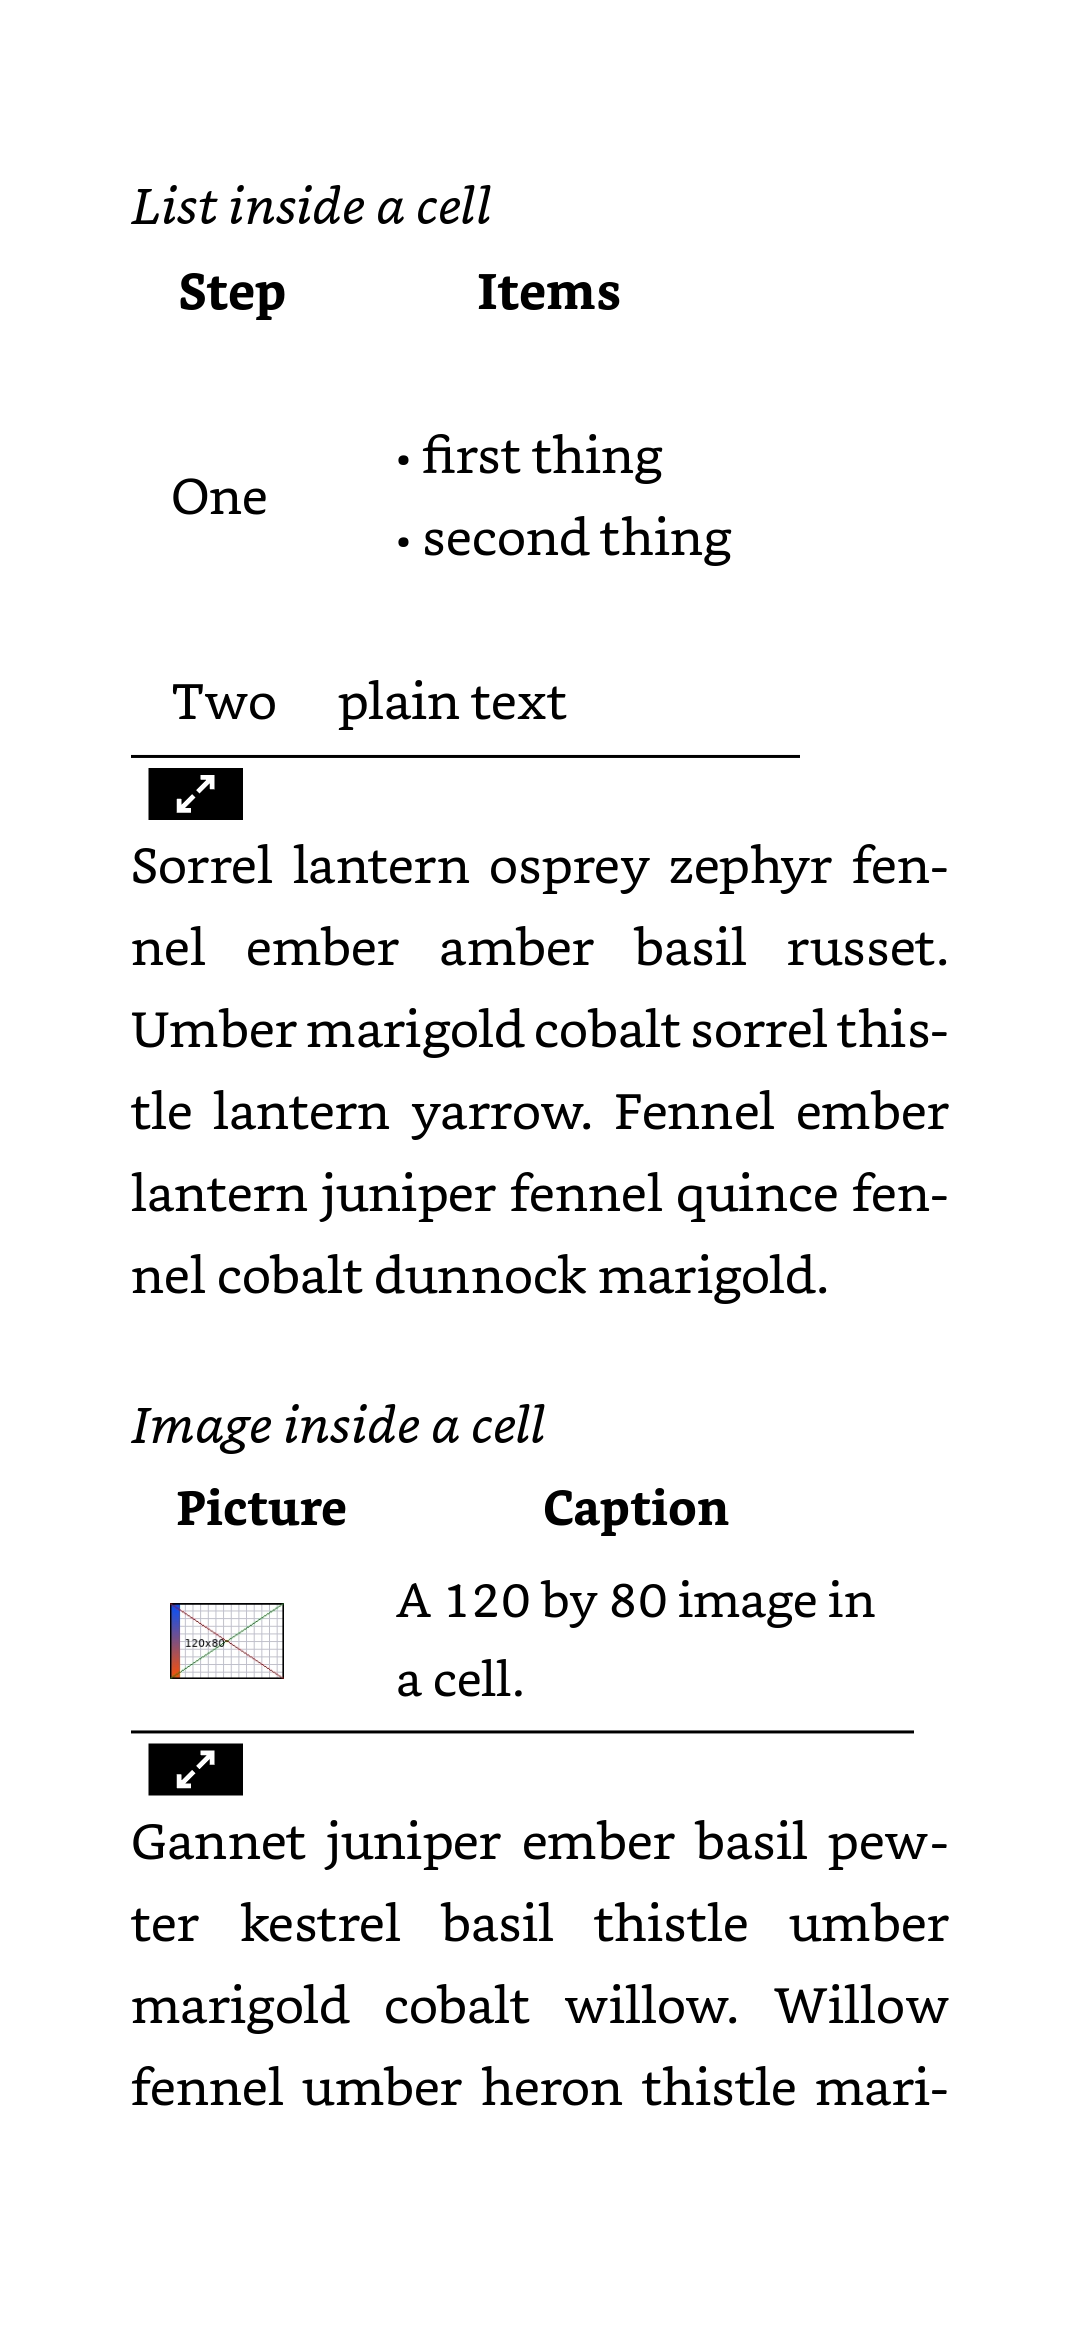 List inside a cell
Step Items
• first thing
One
• second thing
Two plain text
Sorrel lantern osprey zephyr fen-
nel ember amber basil russet.
Umber marigold cobalt sorrel this-
tle lantern yarrow. Fennel ember
lantern juniper fennel quince fen-
nel cobalt dunnock marigold.
Image inside a cell
Picture Caption
A 120 by 80 image in
120x80
a cell.
Gannet juniper ember basil pew-
ter kestrel basil thistle umber
marigold cobalt willow. Willow
fennel umber heron thistle mari-